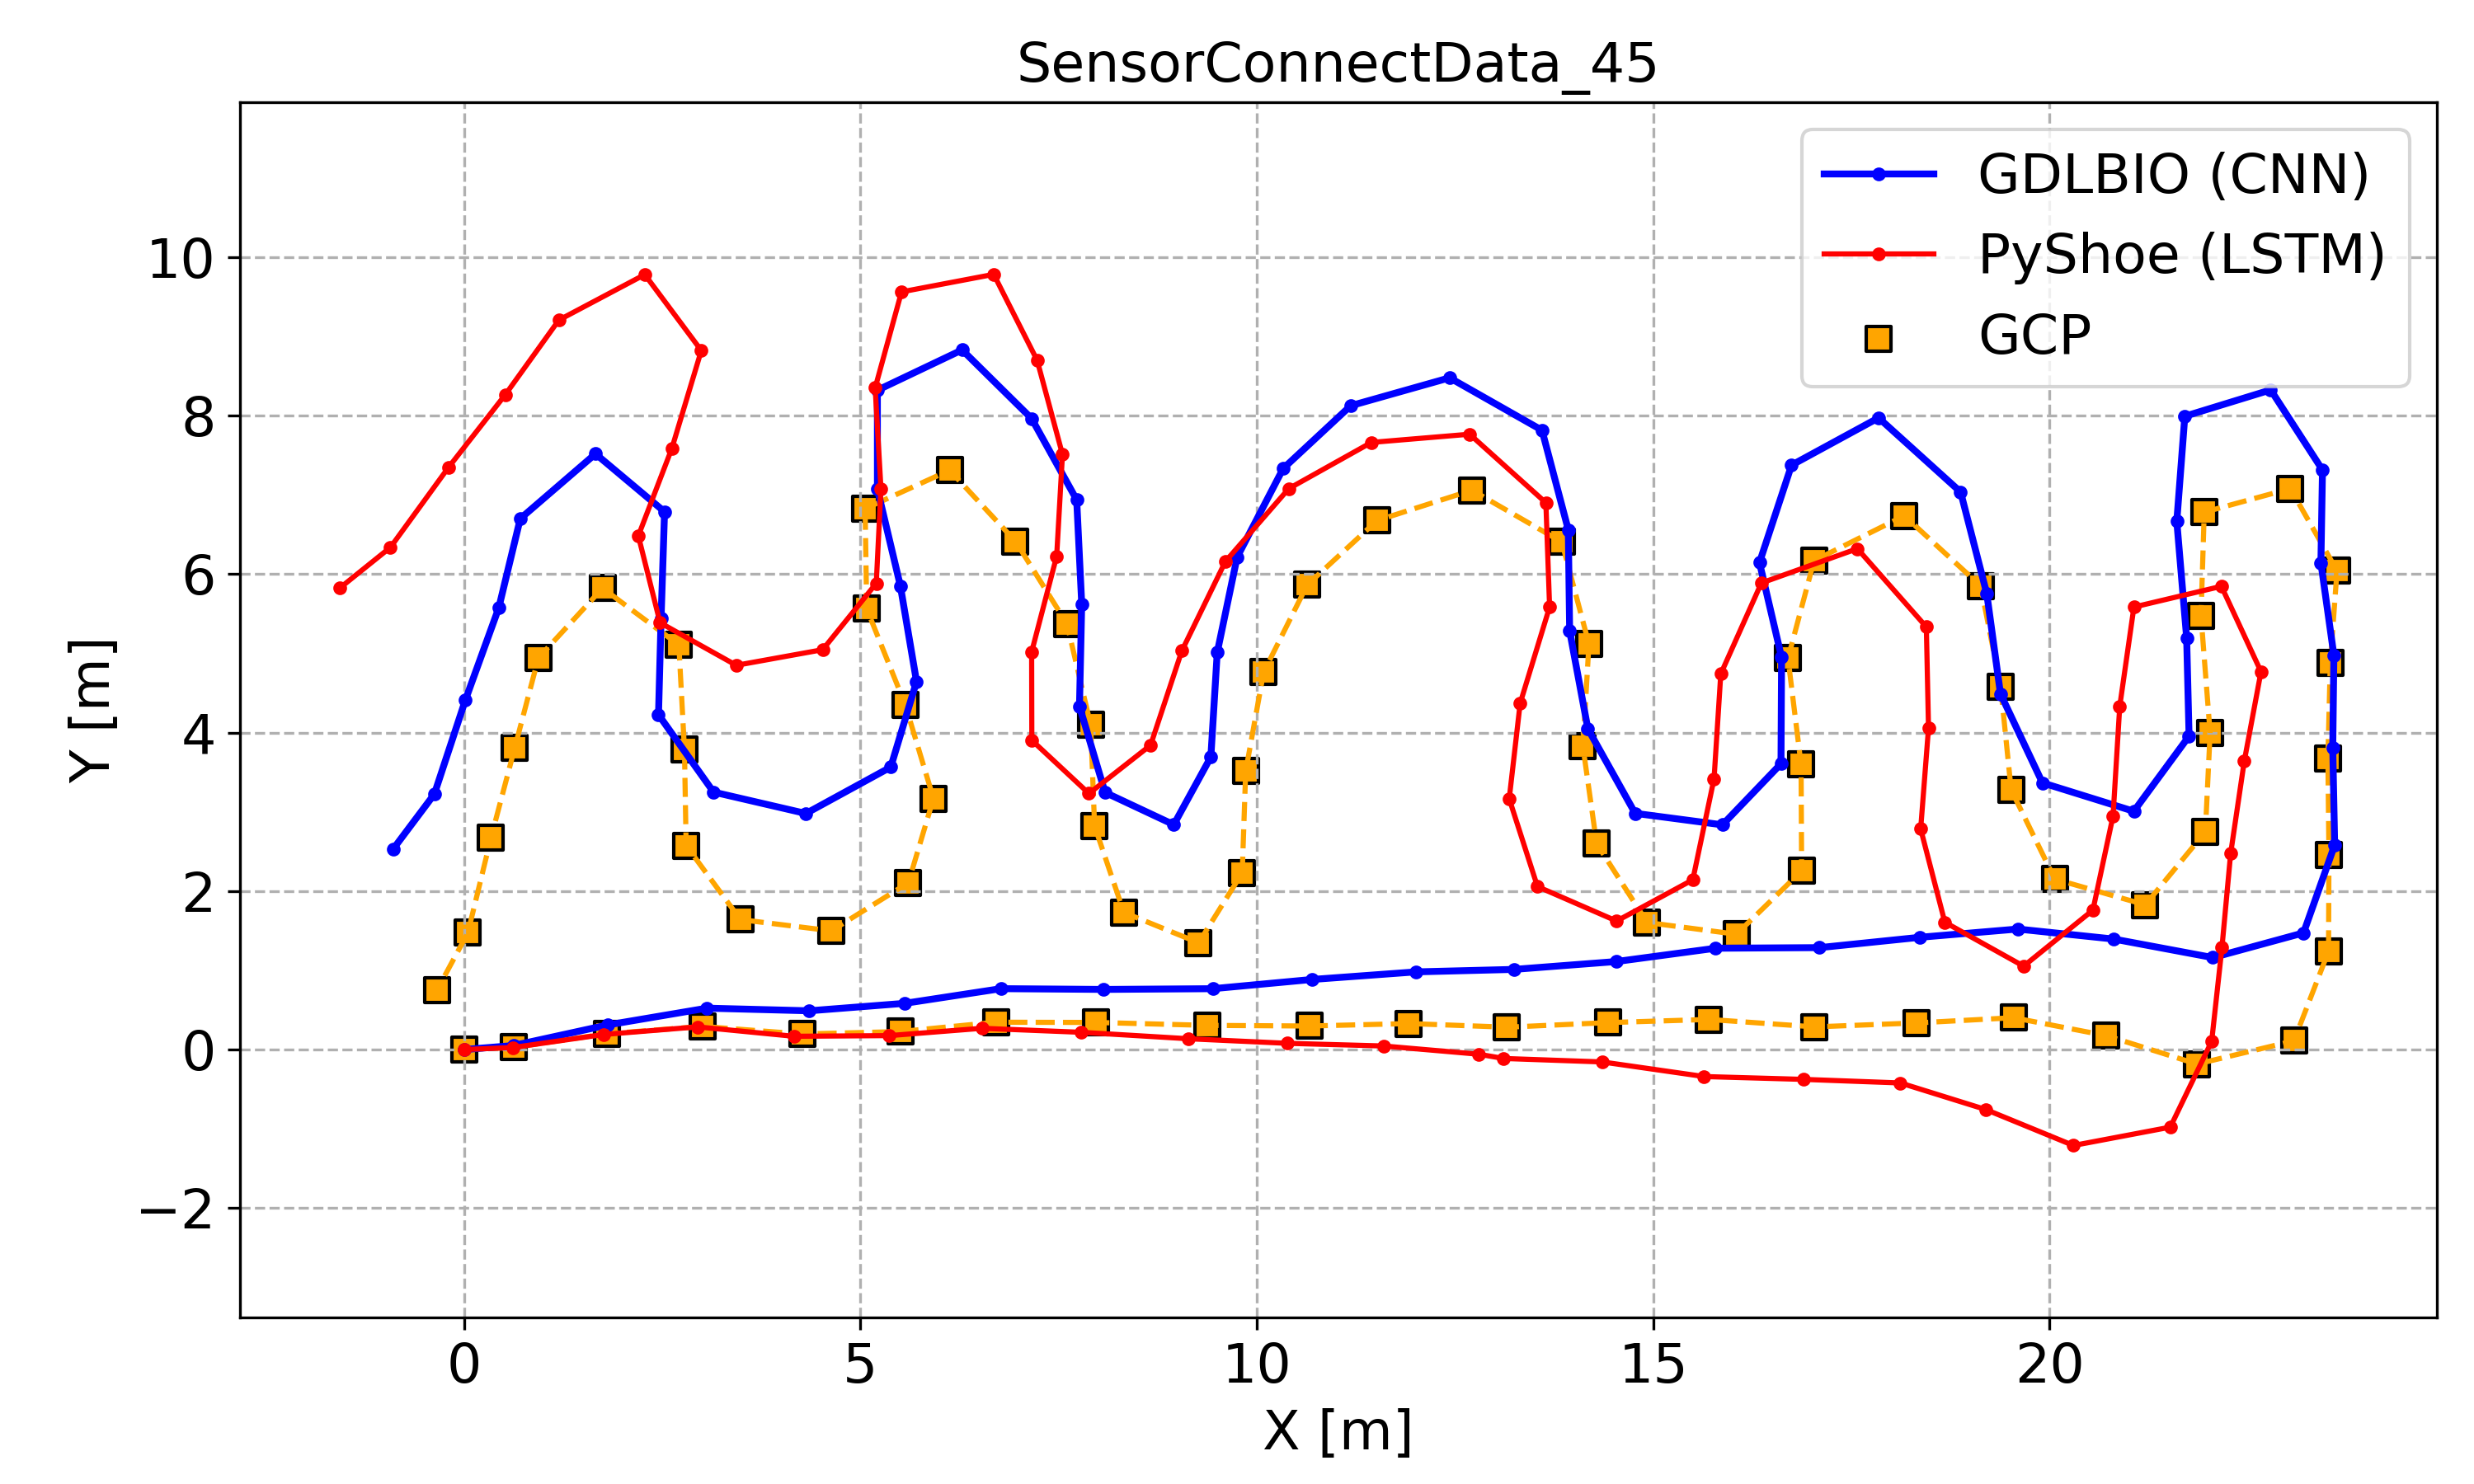 SensorConnectData_45
GDLBIO (CNN)
PyShoe (LSTM)
GCP
10
8
6
4
2
0
−2
Y [m]
0
5
10
15
20
X [m]